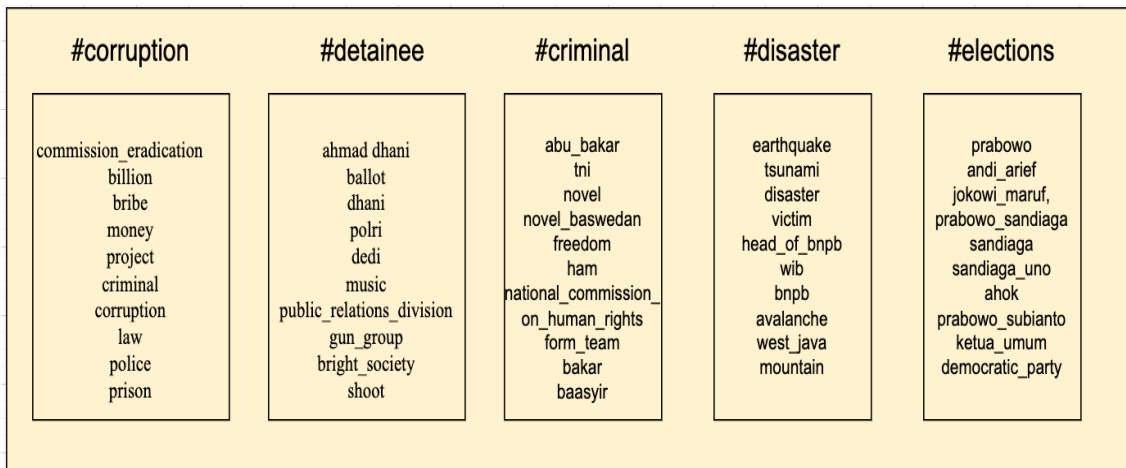 #corruption
commission_eradication
billion
bribe
money
project
criminal
corruption
law
police
prison
#detainee
ahmad dhani
ballot
dhani
polri
dedi
music
public_relations_division
gun_group
bright_society
shoot
#criminal
abu_bakar
tni
novel
novel_baswedan
freedom
ham
national_commission_
on_human_rights
form_team
bakar
baasyir
#disaster
earthquake
tsunami
disaster
victim
head_of_bnpb
wib
bnpb
avalanche
west_java
mountain
#elections
prabowo
andi_arief
jokowi_maruf,
prabowo_sandiaga
sandiaga
sandiaga_uno
ahok
prabowo_subianto
ketua_umum
democratic_party